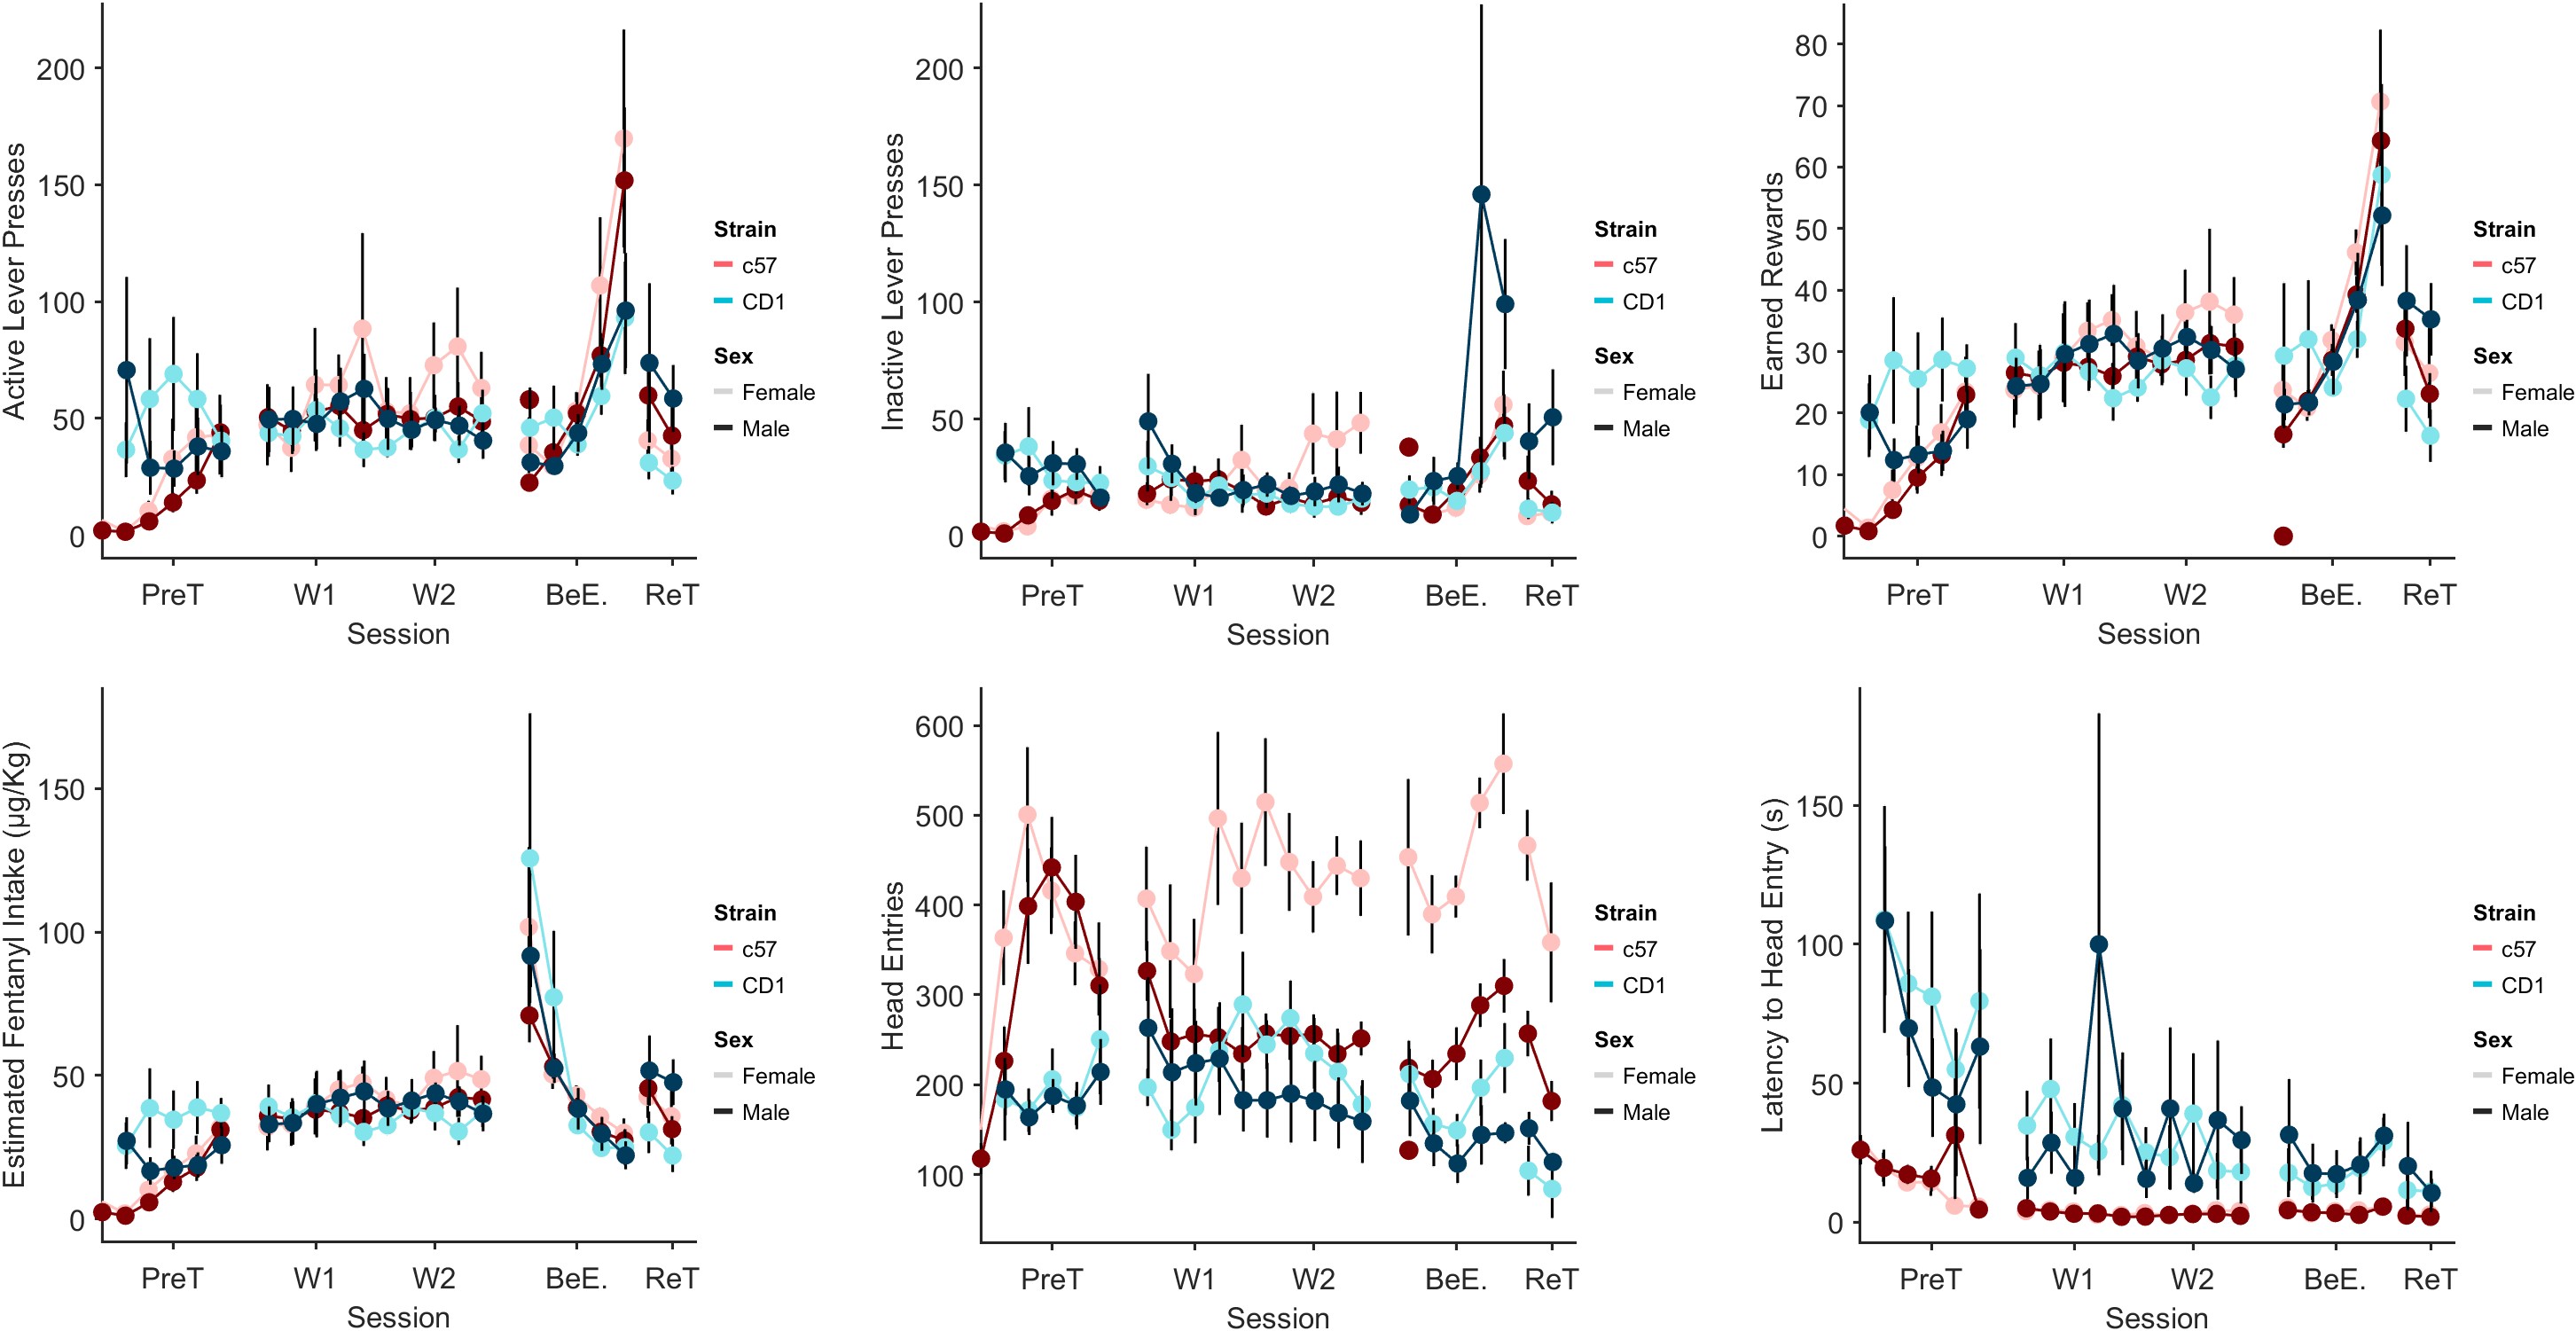 Active Lever Presses
200
150
100
50
0
PreT W1 W2 BeE. ReT
Session
Strain
c57
CD1
Sex
Female
Male
Inactive Lever Presses
200
150
100
50
0
PreT W1 W2 BeE. ReT
Session
Strain
c57
CD1
Sex
Female
Male
Earned Rewards
80
70
60
50
40
30
20
10
0
PreT W1 W2 BeE. ReT
Session
Strain
c57
CD1
Sex
Female
Male
Estimated Fentanyl Intake (µg/Kg)
150
100
50
0
PreT W1 W2 BeE. ReT
Session
Strain
c57
CD1
Sex
Female
Male
Head Entries
600
500
400
300
200
100
PreT W1 W2 BeE. ReT
Session
Strain
c57
CD1
Sex
Female
Male
Latency to Head Entry (s)
150
100
50
0
PreT W1 W2 BeE. ReT
Session
Strain
c57
CD1
Sex
Female
Male